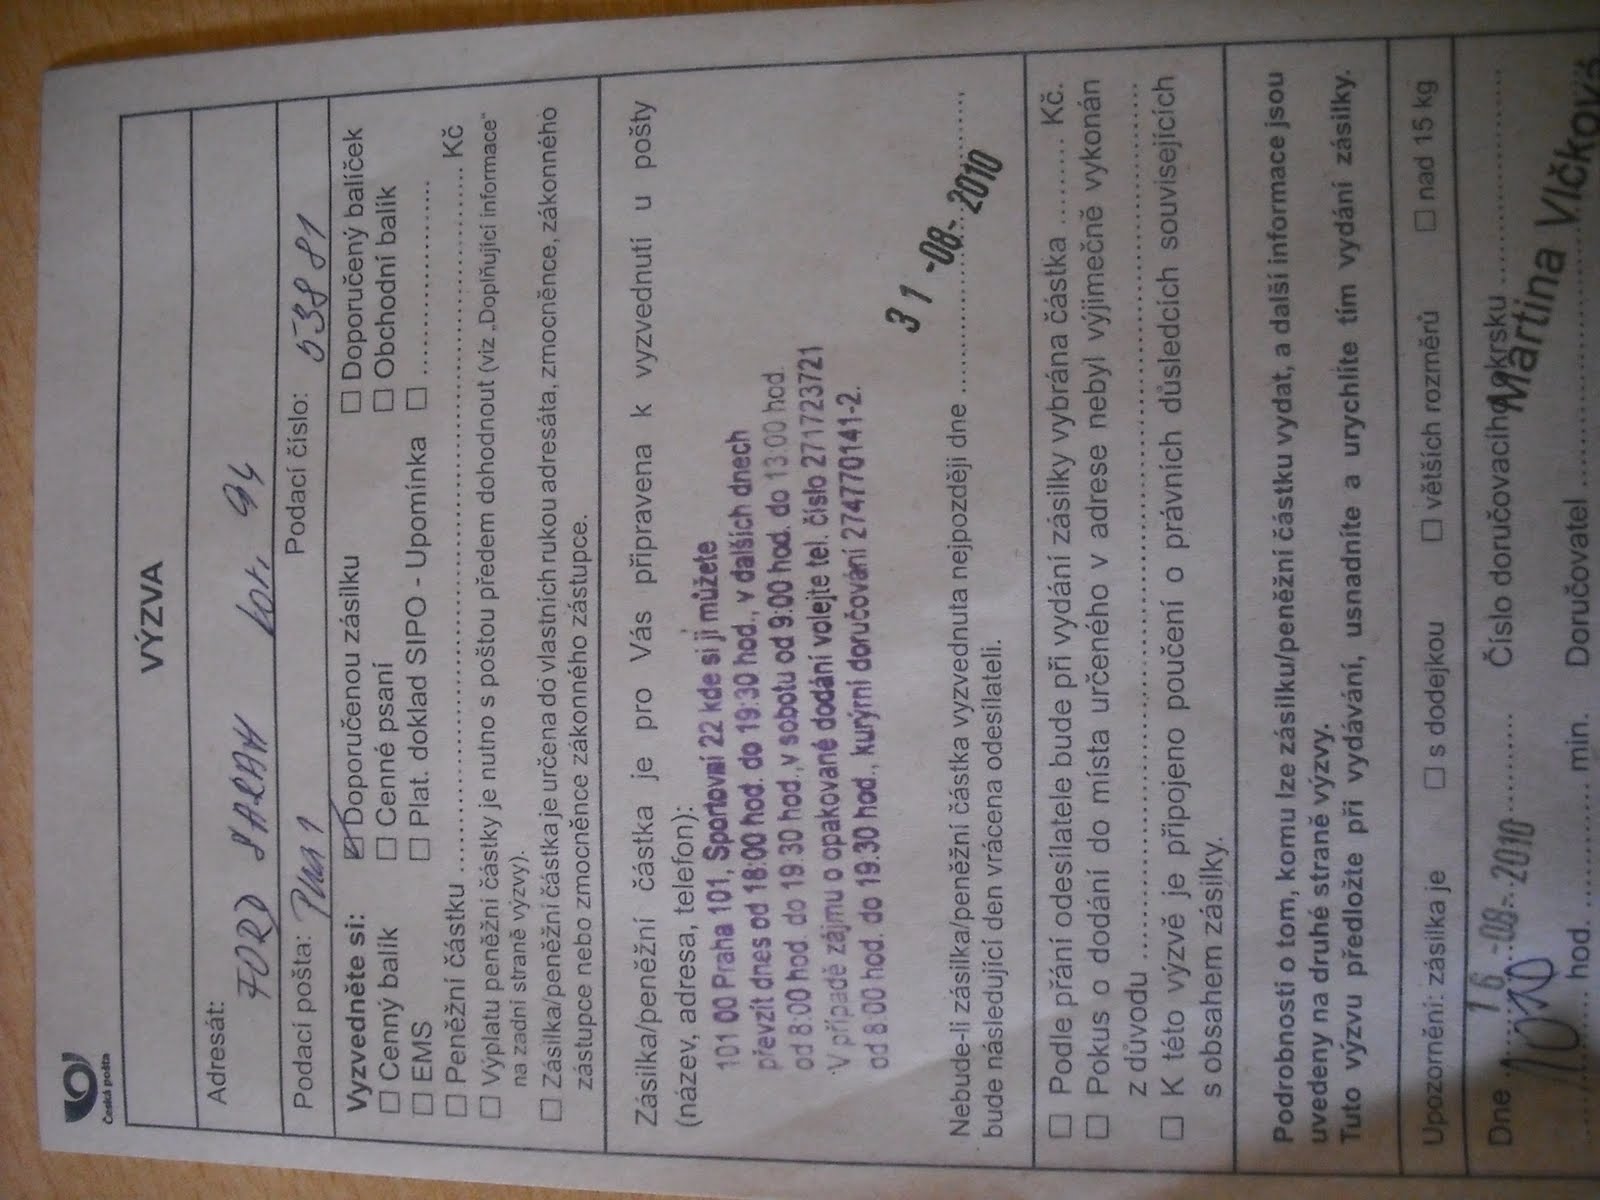 Česká pošta
VÝZVA
Adresát:
FORD SARAH kor. 94
Podací pošta: Pha 1 Podací číslo: 538 81
Vyzvedněte si: ☑ Doporučenou zásilku ☐ Doporučený balíček
☐ Cenný balík ☐ Cenné psaní ☐ Obchodní balík
☐ EMS ☐ Plat. doklad SIPO - Upomínka ☐ ..............
☐ Peněžní částku .............................. Kč
☐ Výplatu peněžní částky je nutno s poštou předem dohodnout (viz „Doplňující informace"
na zadní straně výzvy).
☐ Zásilka/peněžní částka je určena do vlastních rukou adresáta, zmocněnce, zákonného
zástupce nebo zmocněnce zákonného zástupce.
Zásilka/peněžní částka je pro Vás připravena k vyzvednutí u pošty
(název, adresa, telefon):
101 00 Praha 101, Sportovní 22 kde si ji můžete
převzít dnes od 18:00 hod. do 19:30 hod., v dalších dnech
od 8:00 hod. do 19.30 hod., v sobotu od 9:00 hod. do 13:00 hod.
V případě zájmu o opakované dodání volejte tel. číslo 271723721
od 8.00 hod. do 19.30 hod., kurýrní doručování 274770141-2.
31 -08- 2010
Nebude-li zásilka/peněžní částka vyzvednuta nejpozději dne ..............................
bude následující den vrácena odesílateli.
☐ Podle přání odesílatele bude při vydání zásilky vybrána částka .......... Kč.
☐ Pokus o dodání do místa určeného v adrese nebyl výjimečně vykonán
z důvodu ..............................
☐ K této výzvě je připojeno poučení o právních důsledcích souvisejících
s obsahem zásilky.
Podrobnosti o tom, komu lze zásilku/peněžní částku vydat, a další informace jsou
uvedeny na druhé straně výzvy.
Tuto výzvu předložte při vydávání, usnadníte a urychlíte tím vydání zásilky.
Upozornění: zásilka je ☐ s dodejkou ☐ větších rozměrů ☐ nad 15 kg
Dne 16 -08- 2010 Číslo doručovacího okrsku ..............
1010 hod. .............. min. Doručovatel ..............
Martina Vlčková